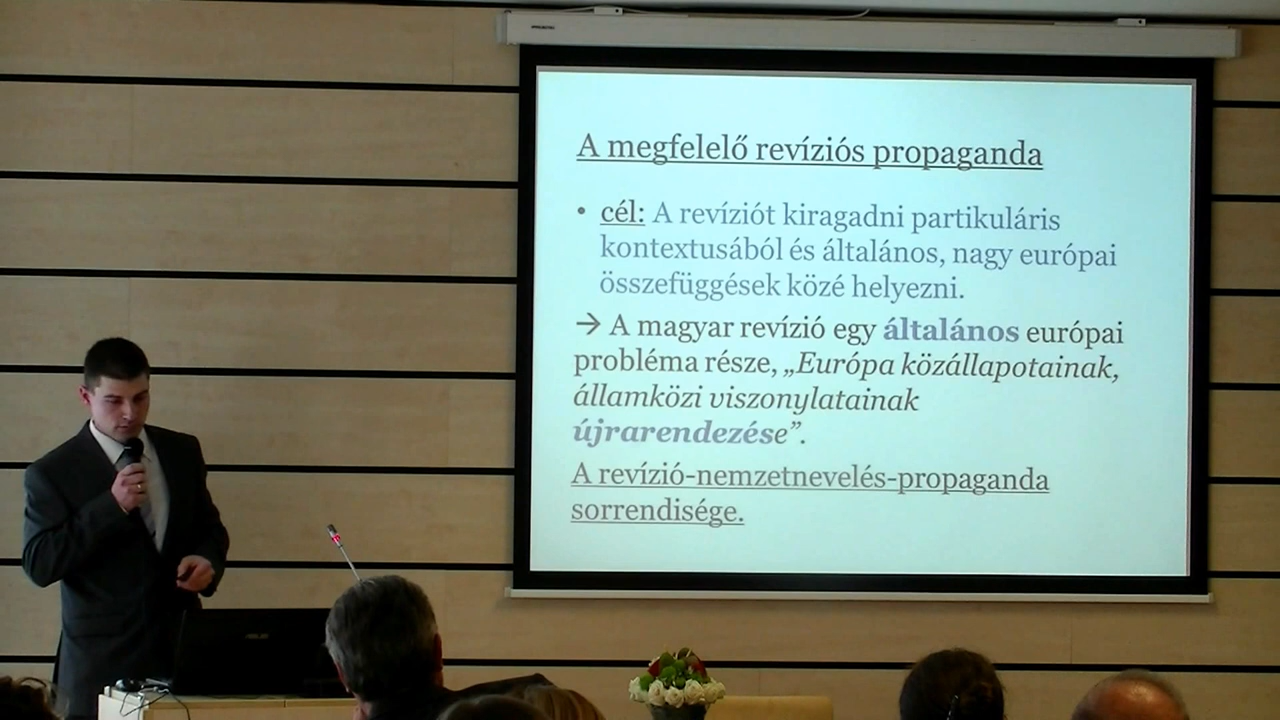 A megfelelő revíziós propaganda
• cél: A revíziót kiragadni partikuláris
kontextusából és általános, nagy európai
összefüggések közé helyezni.
→ A magyar revízió egy általános európai
probléma része, „Európa közállapotainak,
államközi viszonylatainak
újrarendezése”.
A revízió-nemzetnevelés-propaganda
sorrendisége.